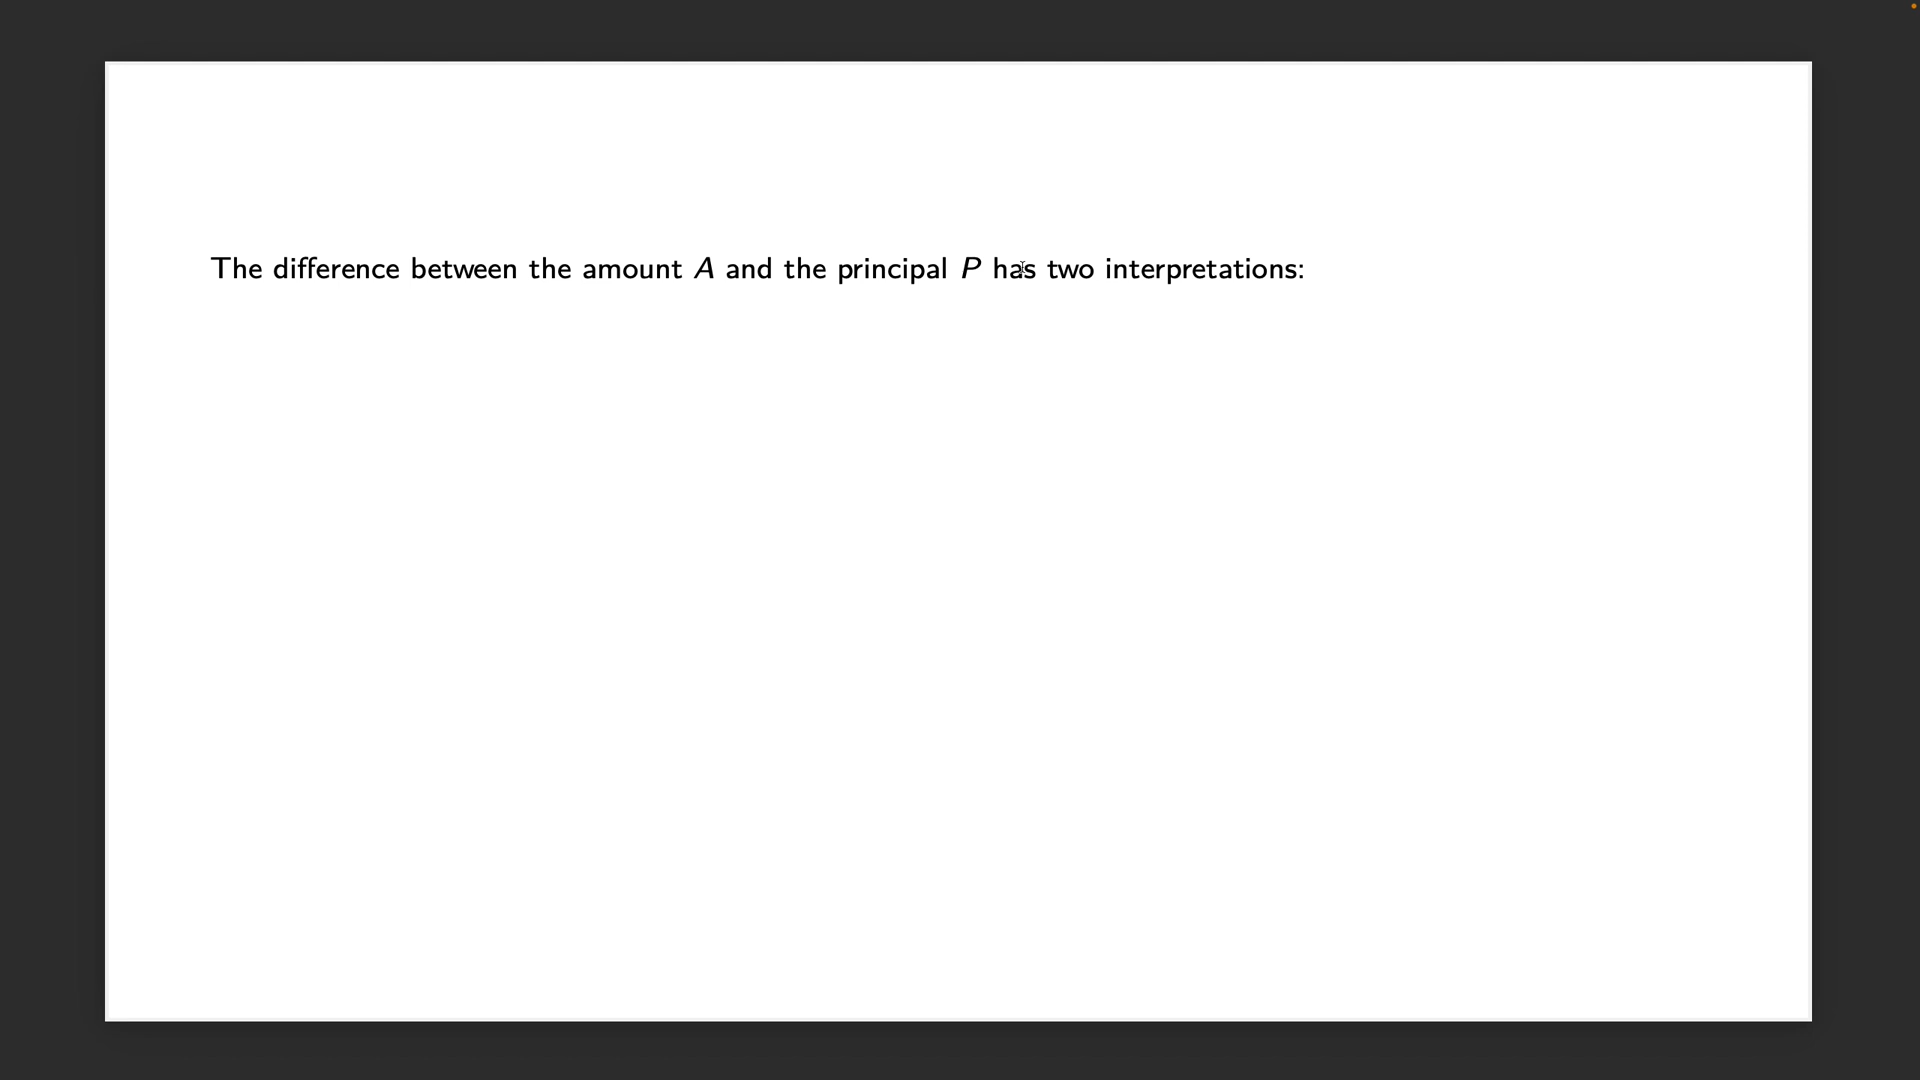 The difference between the amount A and the principal P has two interpretations: